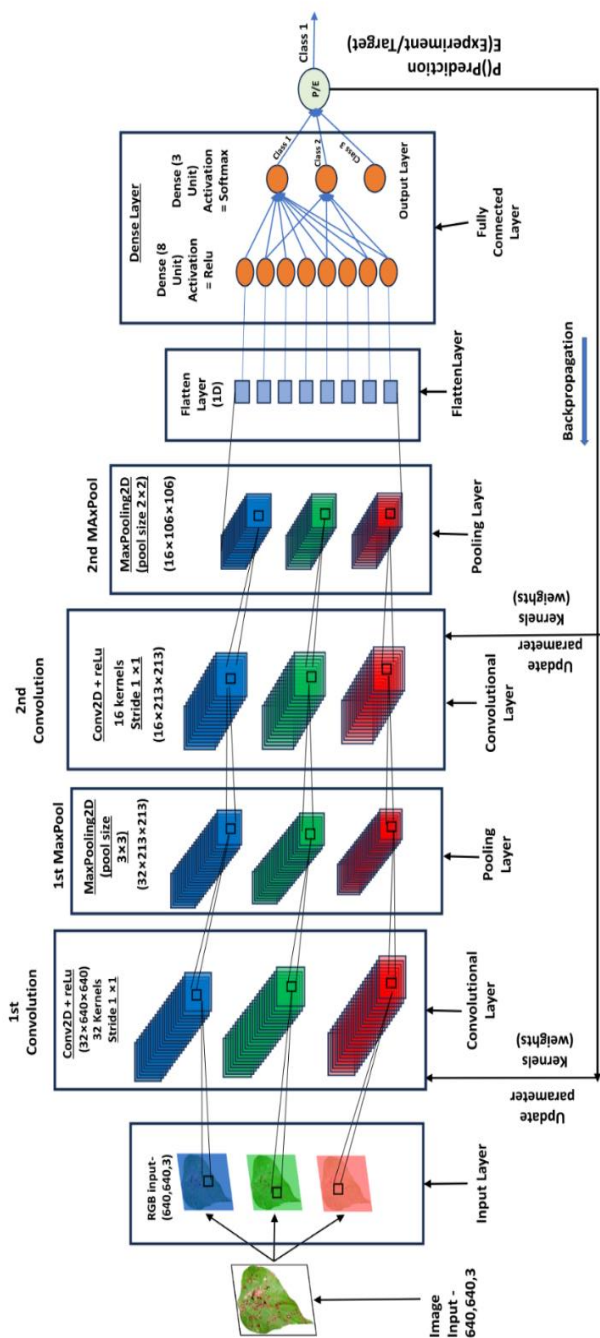 Image
Input -
640,640,3
RGB input-
(640,640,3)
Input Layer
1st
Convolution
Conv2D + reLu
(32×640×640)
32 Kernels
Stride 1 ×1
Convolutional
Layer
Update
parameter
Kernels
(weights)
1st MaxPool
MaxPooling2D
(pool size
3×3)
(32×213×213)
Pooling
Layer
2nd
Convolution
Conv2D + reLu
16 kernels
Stride 1 ×1
(16×213×213)
Convolutional
Layer
Update
parameter
Kernels
(weights)
2nd MAxPool
MaxPooling2D
(pool size 2×2)
(16×106×106)
Pooling Layer
Flatten
Layer
(1D)
FlattenLayer
Backpropagation
Dense Layer
Dense (8
Unit)
Activation
= Relu
Dense (3
Unit)
Activation
= Softmax
Class 1
Class 2
Class 3
Output Layer
Fully
Connected
Layer
P/E
Class 1
P()Prediction
E(Experiment/Target)